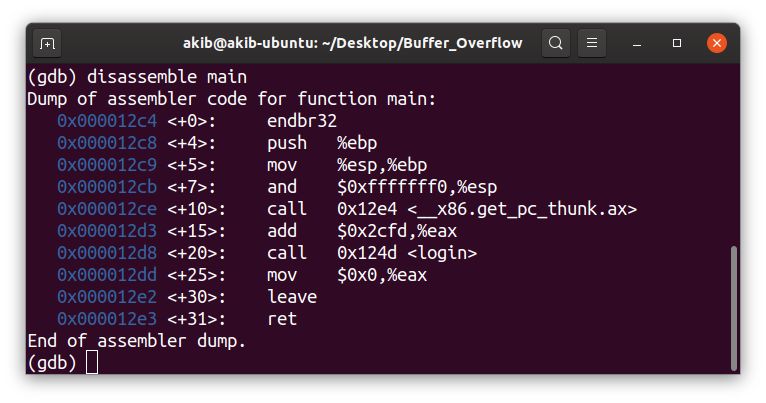 akib@akib-ubuntu: ~/Desktop/Buffer_Overflow
(gdb) disassemble main
Dump of assembler code for function main:
   0x000012c4 <+0>:     endbr32
   0x000012c8 <+4>:     push   %ebp
   0x000012c9 <+5>:     mov    %esp,%ebp
   0x000012cb <+7>:     and    $0xfffffff0,%esp
   0x000012ce <+10>:    call   0x12e4 <__x86.get_pc_thunk.ax>
   0x000012d3 <+15>:    add    $0x2cfd,%eax
   0x000012d8 <+20>:    call   0x124d <login>
   0x000012dd <+25>:    mov    $0x0,%eax
   0x000012e2 <+30>:    leave
   0x000012e3 <+31>:    ret
End of assembler dump.
(gdb)